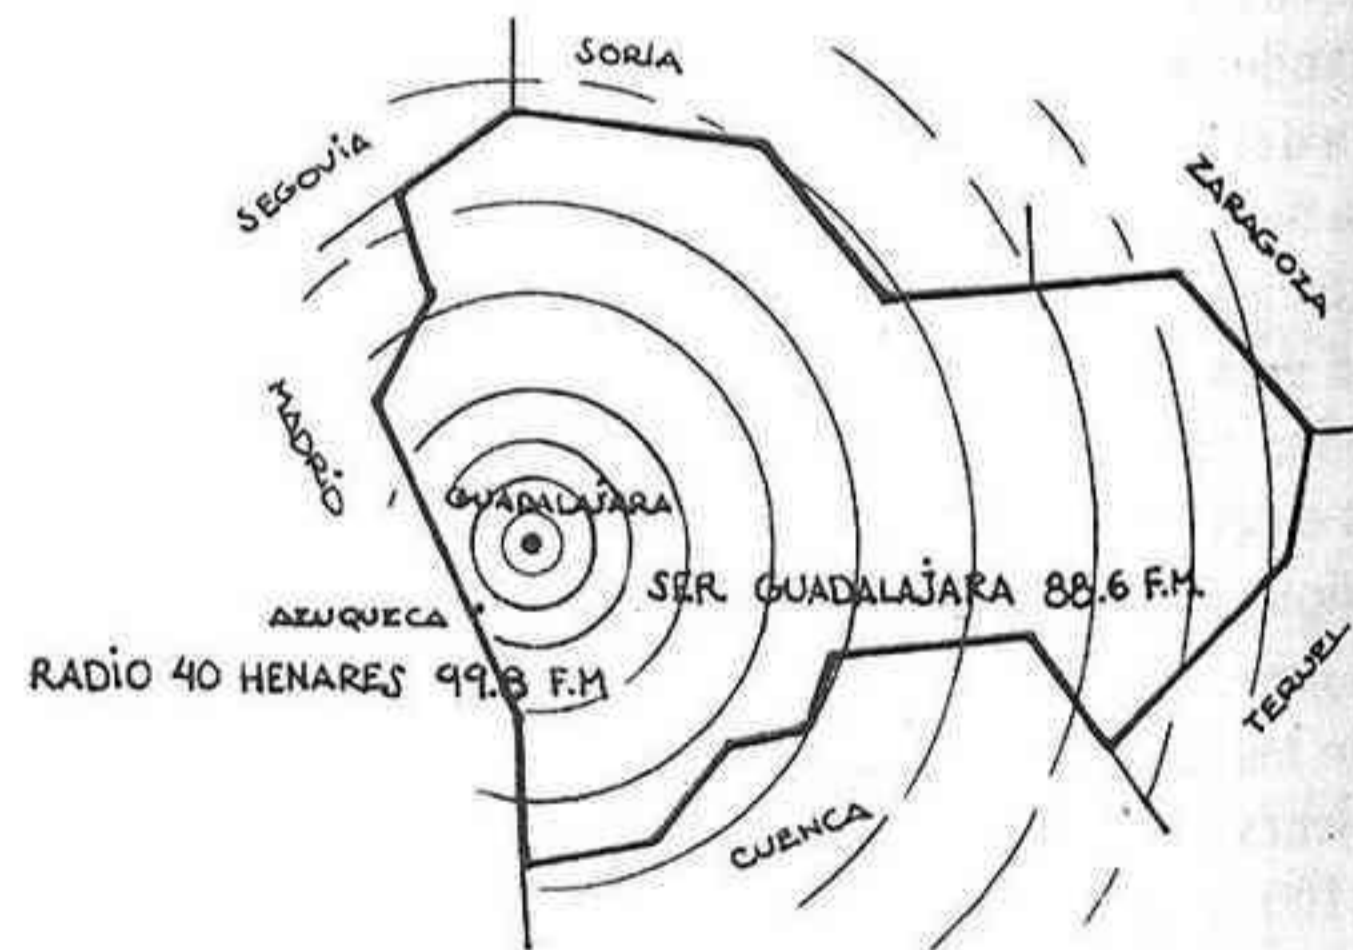 SORIA
SEGOVIA
ZARAGOZA
MADRID
GUADALAJARA
SER GUADALAJARA 88.6 F.M.
AZUQUECA
RADIO 40 HENARES 99.8 F.M
TERUEL
CUENCA